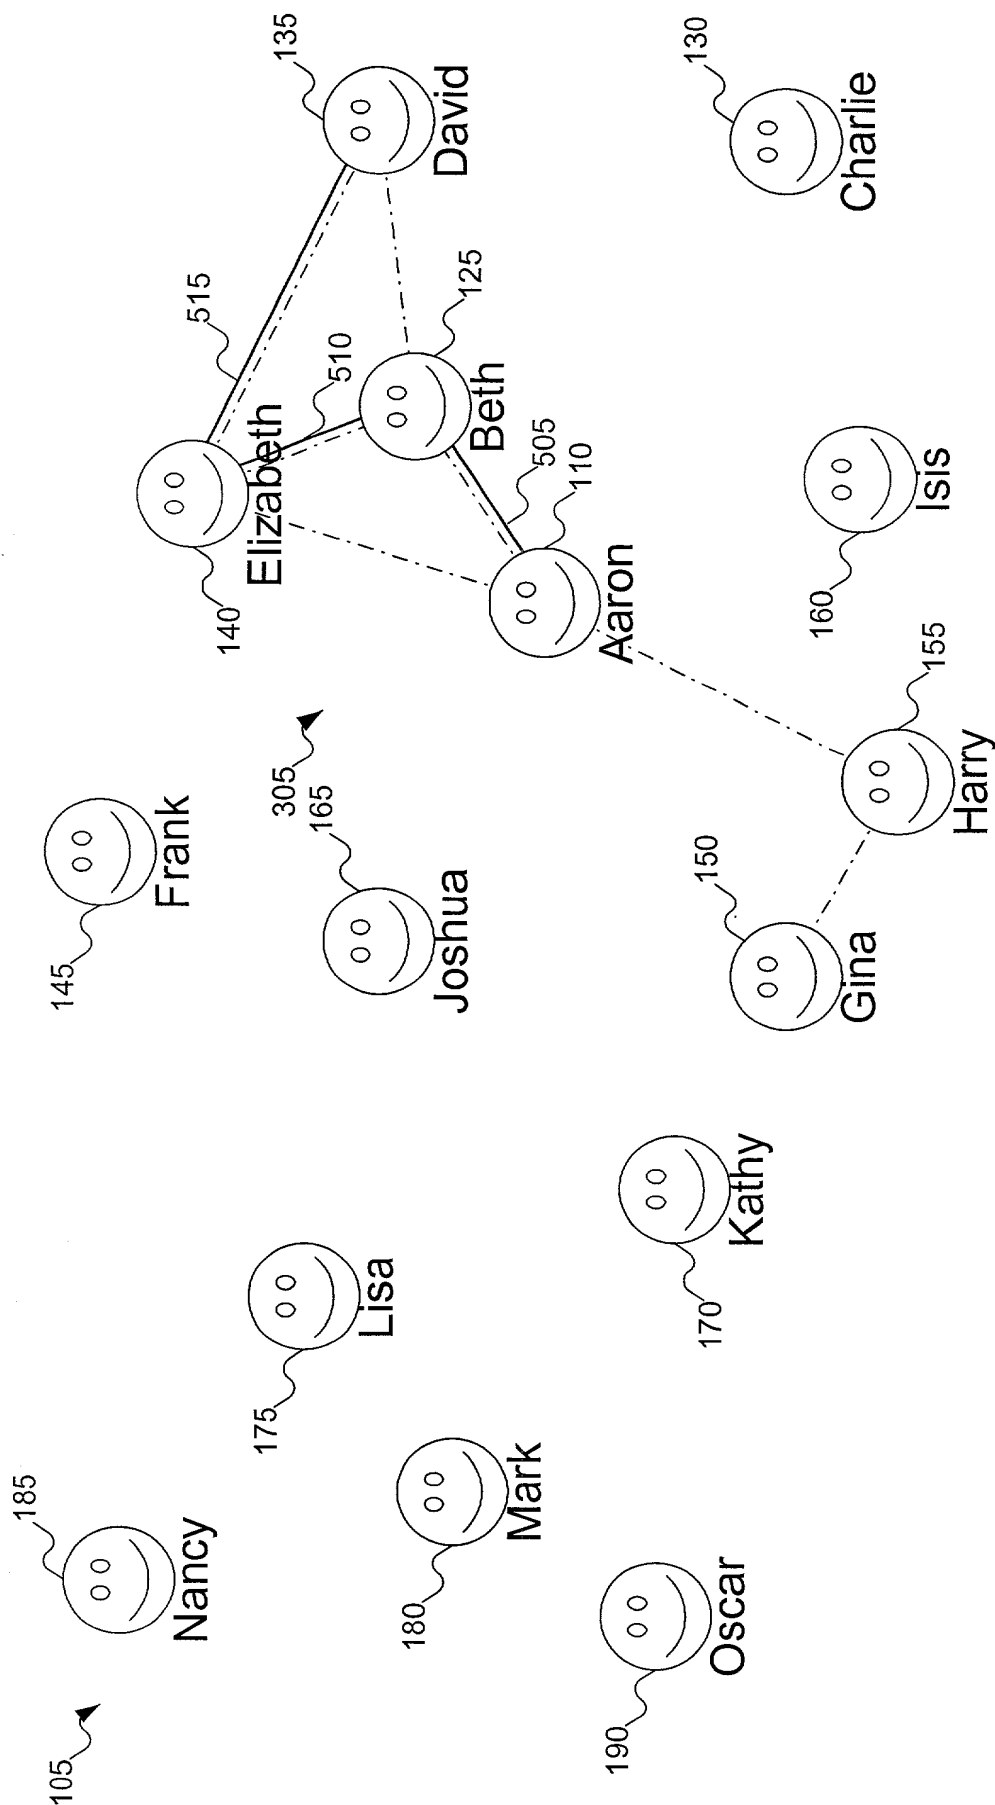 105
185
Nancy
190
Oscar
180
Mark
175
Lisa
170
Kathy
145
Frank
Joshua
165
305
150
Gina
Harry
155
140
Elizabeth
Aaron
110
505
160
Isis
510
Beth
125
515
135
David
130
Charlie